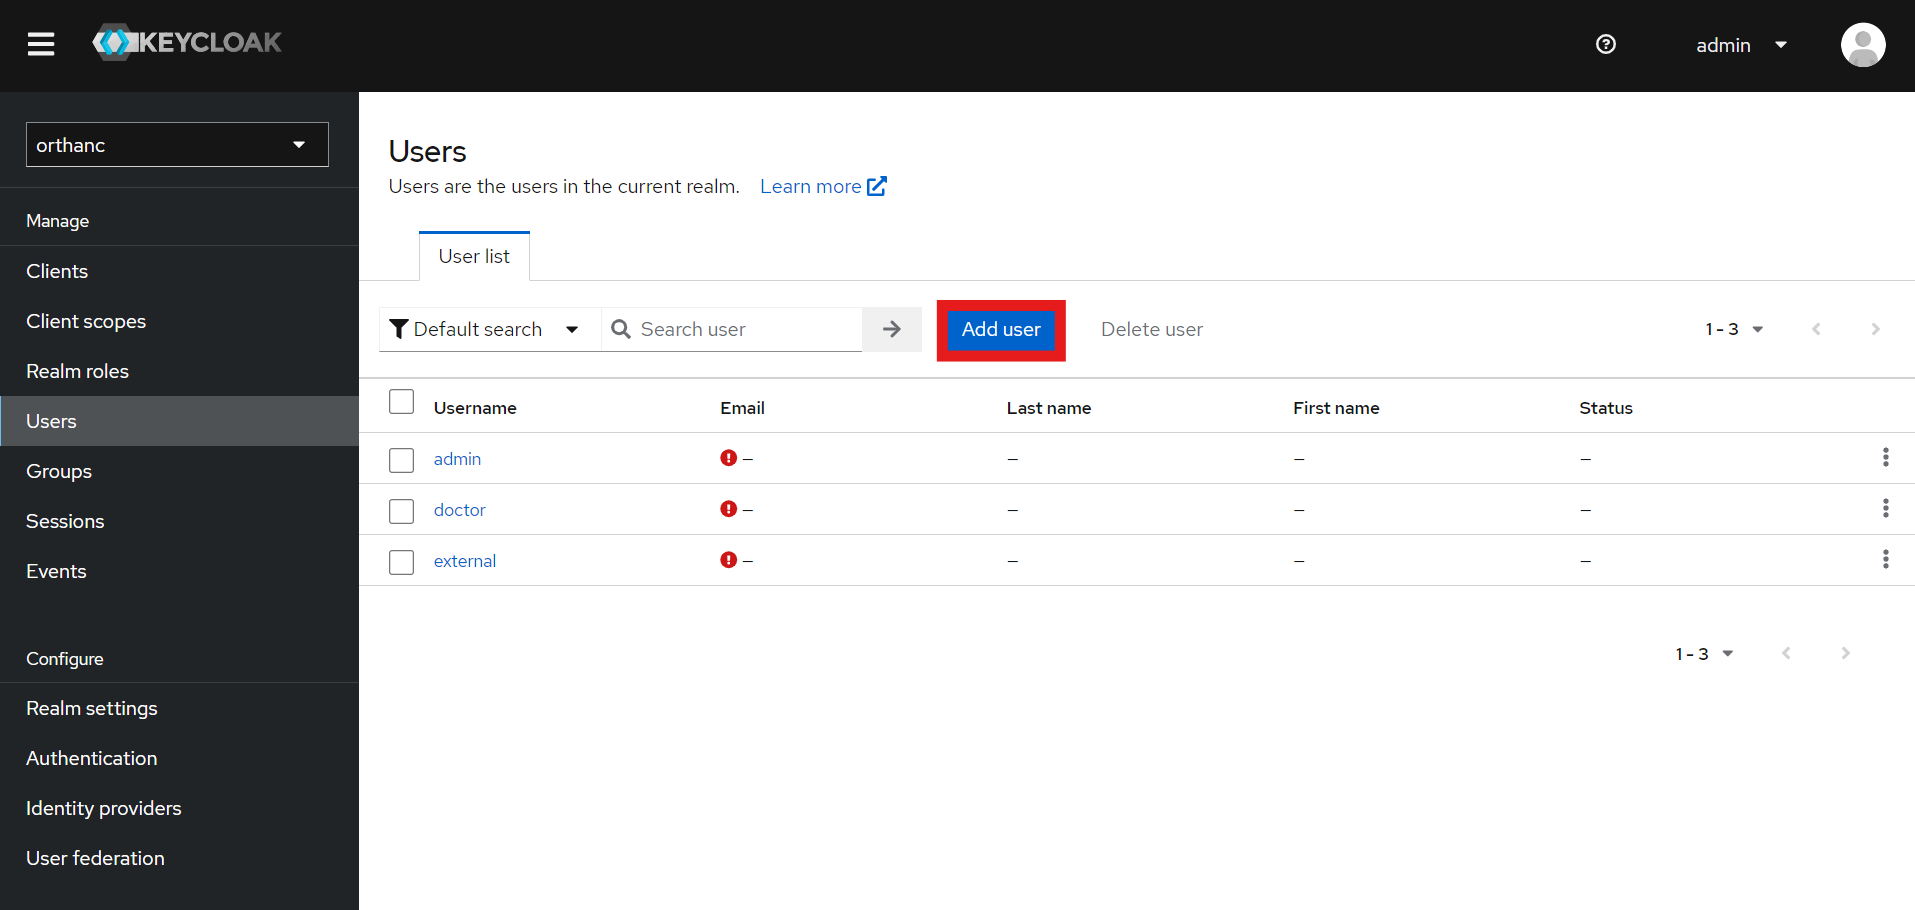 KEYCLOAK
admin
orthanc
Manage
Clients
Client scopes
Realm roles
Users
Groups
Sessions
Events
Configure
Realm settings
Authentication
Identity providers
User federation
Users
Users are the users in the current realm. Learn more
User list
Default search Search user Add user Delete user 1 - 3
Username Email Last name First name Status
admin – – – –
doctor – – – –
external – – – –
1 - 3